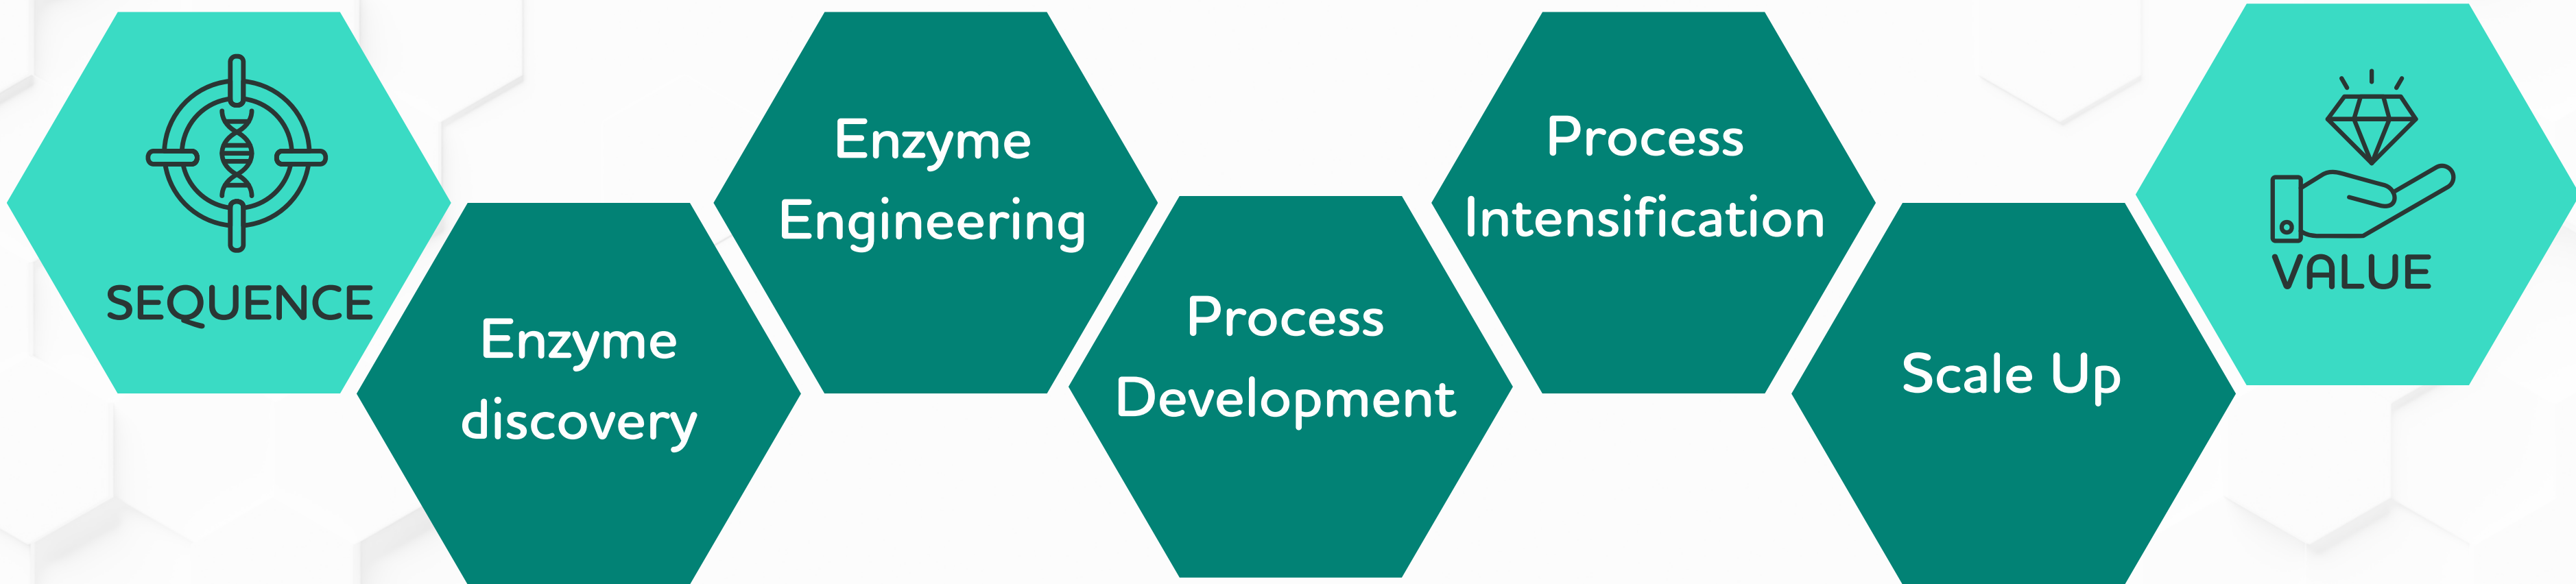 SEQUENCE
Enzyme
discovery
Enzyme
Engineering
Process
Development
Process
Intensification
Scale Up
VALUE